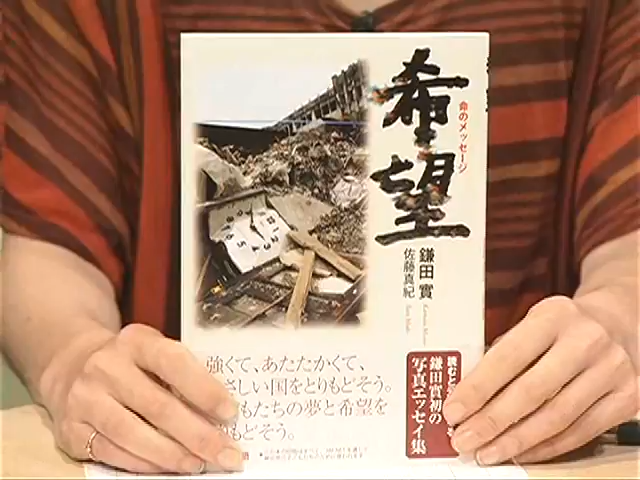 希望
命のメッセージ
鎌田 實
佐藤真紀
強くて、あたたかくて、
さしい国をとりもどそう。
もたちの夢と希望を
もどそう。
読むと
鎌田實初の
写真エッセイ集